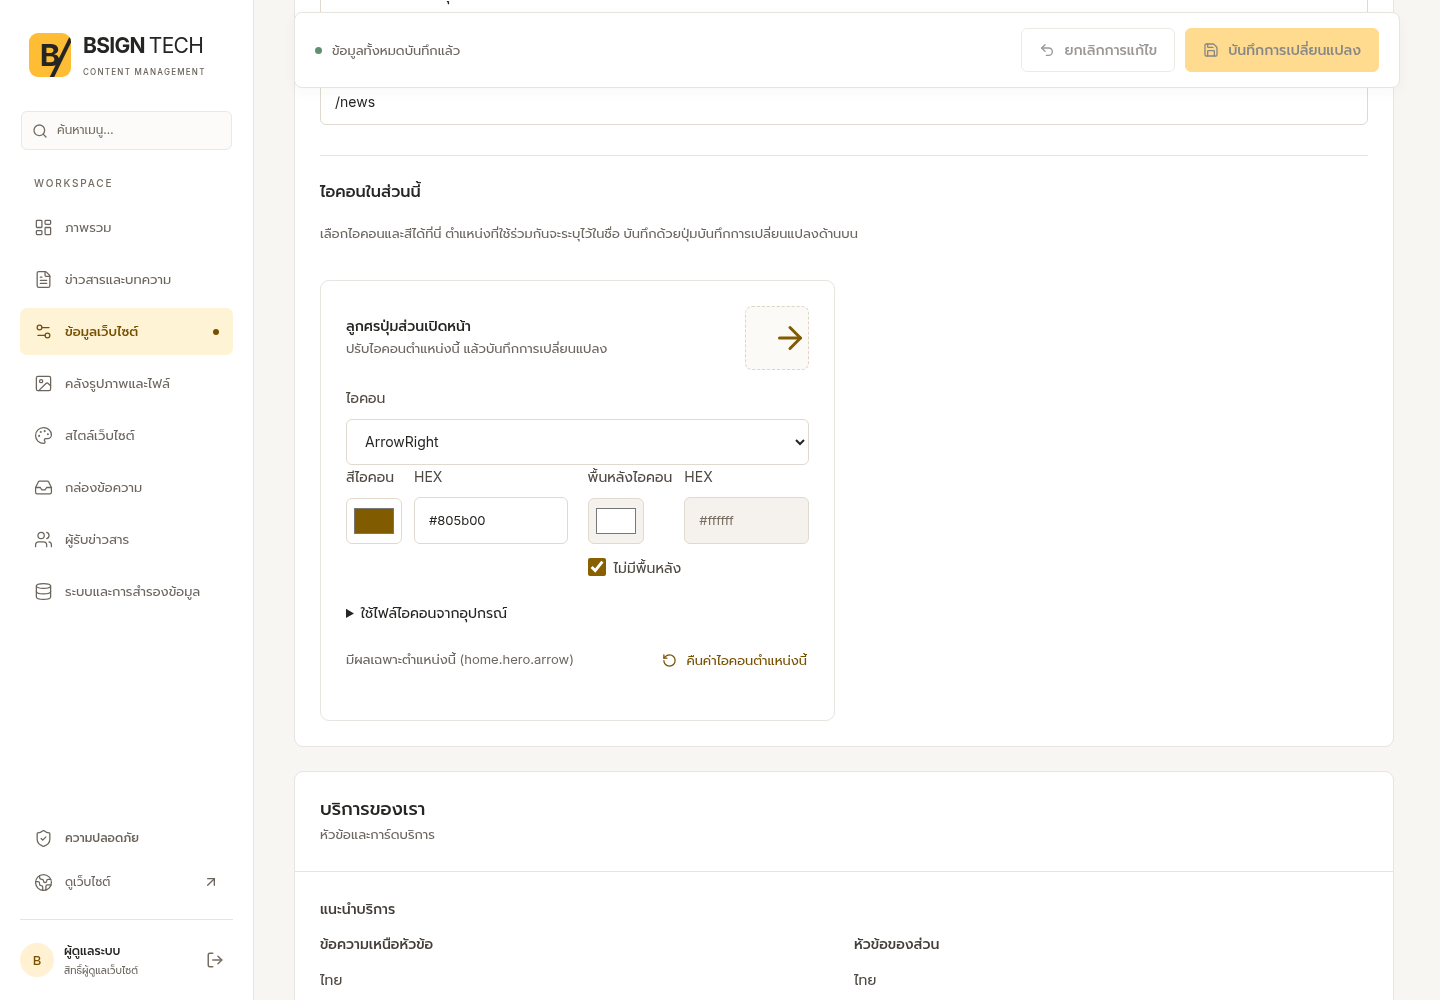 BSIGN TECH
CONTENT MANAGEMENT
ค้นหาเมนู...
WORKSPACE
ภาพรวม
ข่าวสารและบทความ
ข้อมูลเว็บไซต์
คลังรูปภาพและไฟล์
สไตล์เว็บไซต์
กล่องข้อความ
ผู้รับข่าวสาร
ระบบและการสำรองข้อมูล
ความปลอดภัย
ดูเว็บไซต์
B
ผู้ดูแลระบบ
สิทธิ์ผู้ดูแลเว็บไซต์
ข้อมูลทั้งหมดบันทึกแล้ว
ยกเลิกการแก้ไข
บันทึกการเปลี่ยนแปลง
/news
ไอคอนในส่วนนี้
เลือกไอคอนและสีได้ที่นี่ ตำแหน่งที่ใช้ร่วมกันจะระบุไว้ในชื่อ บันทึกด้วยปุ่มบันทึกการเปลี่ยนแปลงด้านบน
ลูกศรปุ่มส่วนเปิดหน้า
ปรับไอคอนตำแหน่งนี้ แล้วบันทึกการเปลี่ยนแปลง
ไอคอน
ArrowRight
สีไอคอน HEX พื้นหลังไอคอน HEX
#805b00 #ffffff
ไม่มีพื้นหลัง
ใช้ไฟล์ไอคอนจากอุปกรณ์
มีผลเฉพาะตำแหน่งนี้ (home.hero.arrow) คืนค่าไอคอนตำแหน่งนี้
บริการของเรา
หัวข้อและการ์ดบริการ
แนะนำบริการ
ข้อความเหนือหัวข้อ หัวข้อของส่วน
ไทย ไทย